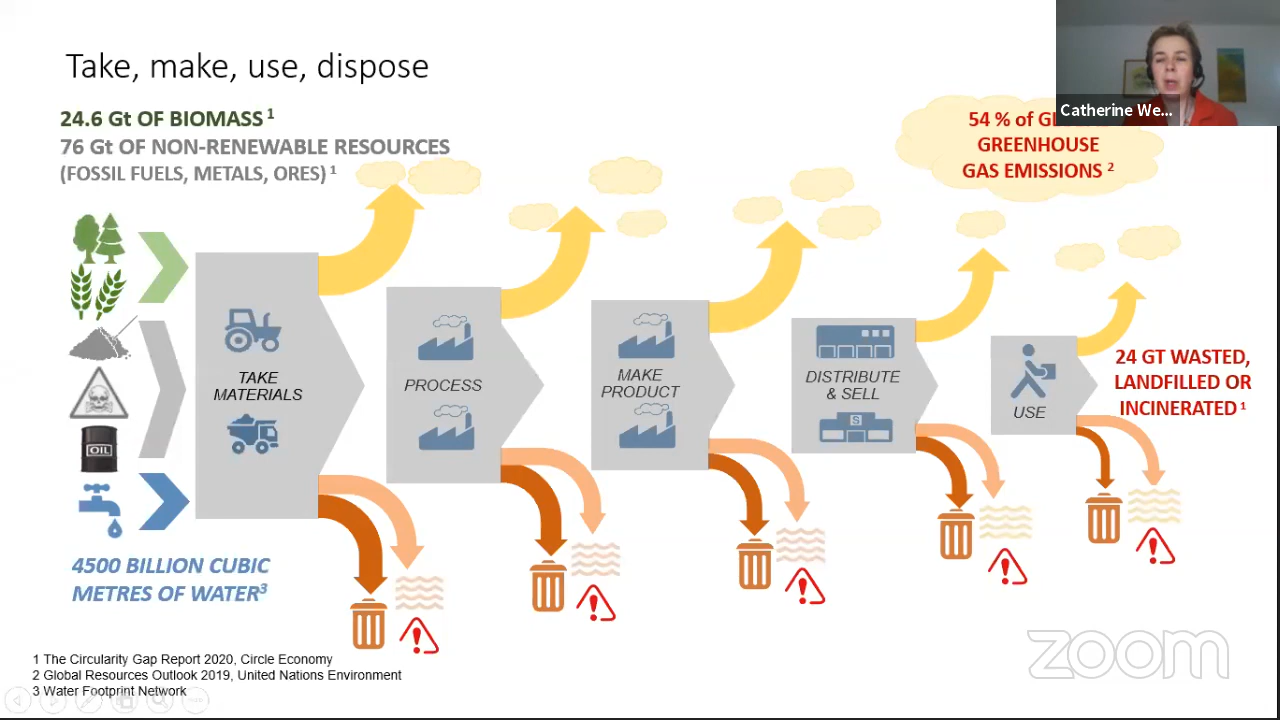 Take, make, use, dispose
24.6 Gt OF BIOMASS 1
76 Gt OF NON-RENEWABLE RESOURCES
(FOSSIL FUELS, METALS, ORES) 1
Catherine We...
54 % of
GREENHOUSE
GAS EMISSIONS 2
TAKE
MATERIALS
PROCESS
MAKE
PRODUCT
DISTRIBUTE
& SELL
S
USE
24 GT WASTED,
LANDFILLED OR
INCINERATED 1
OIL
4500 BILLION CUBIC
METRES OF WATER3
1 The Circularity Gap Report 2020, Circle Economy
2 Global Resources Outlook 2019, United Nations Environment
3 Water Footprint Network
zoom